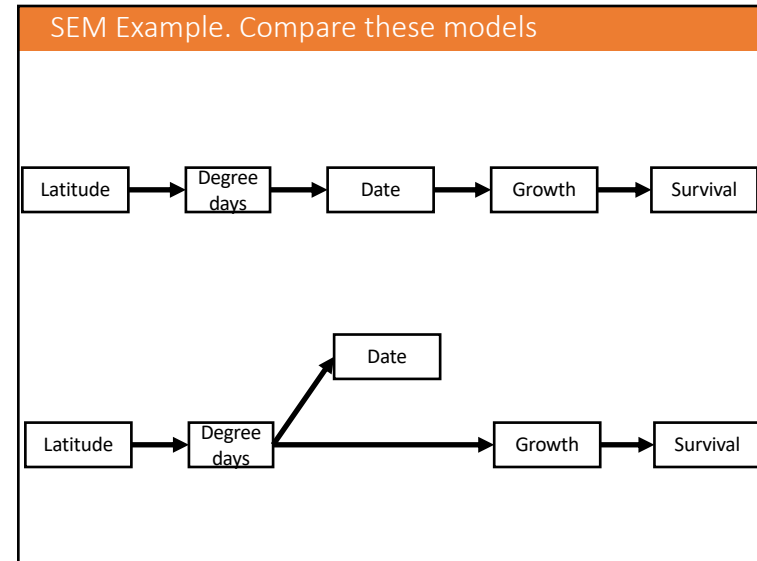 SEM Example. Compare these models
Latitude
Degree
days
Date
Growth
Survival
Date
Latitude
Degree
days
Growth
Survival